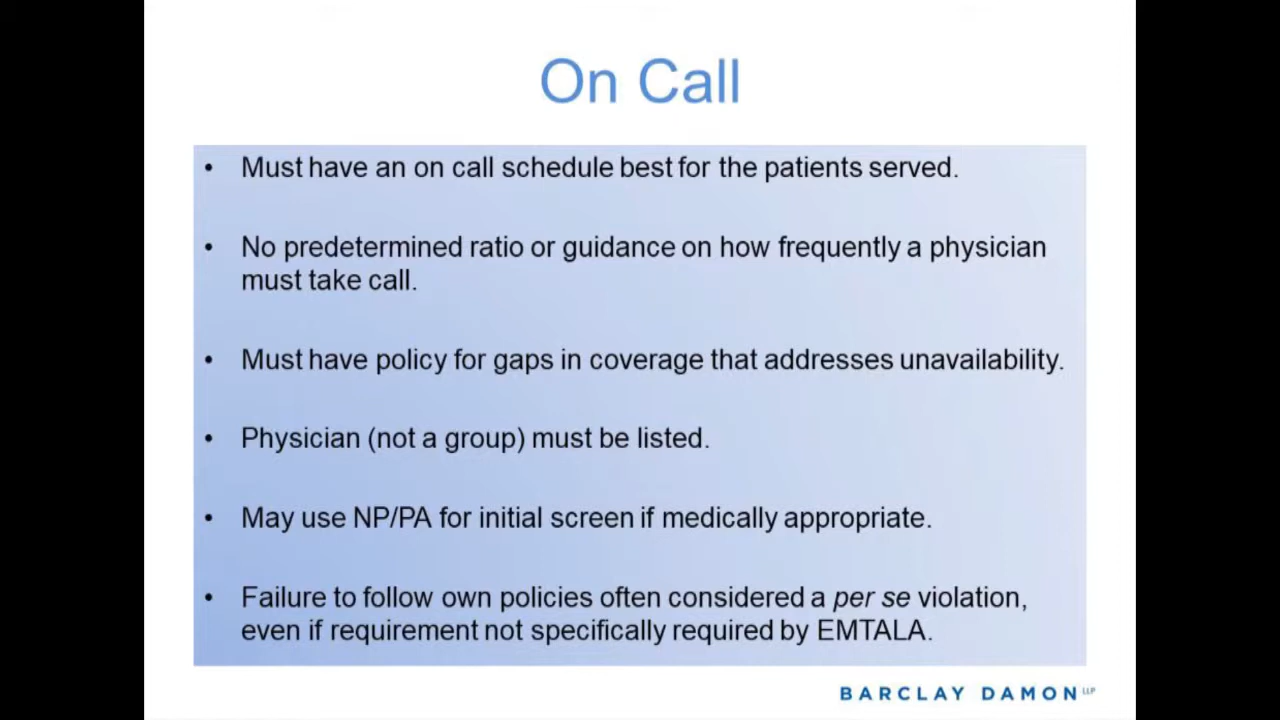 On Call
• Must have an on call schedule best for the patients served.
• No predetermined ratio or guidance on how frequently a physician
must take call.
• Must have policy for gaps in coverage that addresses unavailability.
• Physician (not a group) must be listed.
• May use NP/PA for initial screen if medically appropriate.
• Failure to follow own policies often considered a per se violation,
even if requirement not specifically required by EMTALA.
BARCLAY DAMON LLP